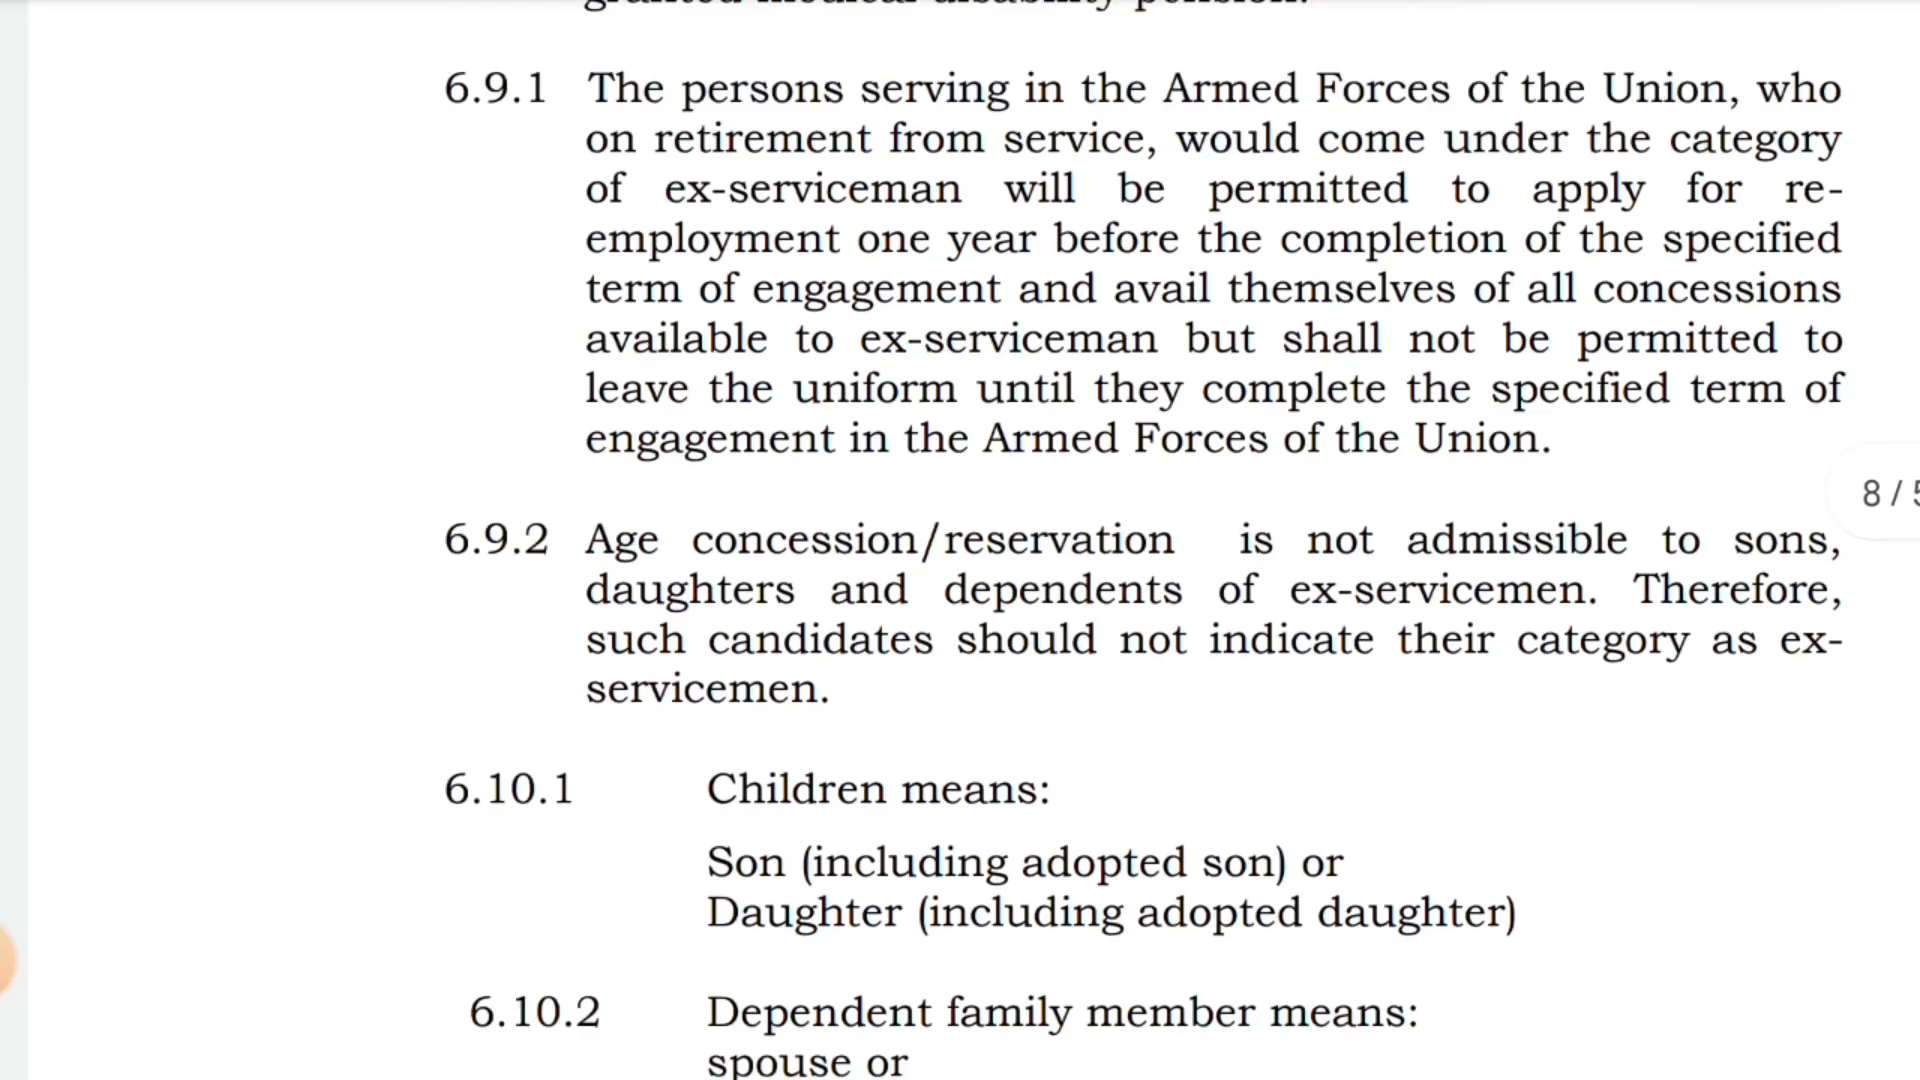 granted medical disability pension.
6.9.1 The persons serving in the Armed Forces of the Union, who
on retirement from service, would come under the category
of ex-serviceman will be permitted to apply for re-
employment one year before the completion of the specified
term of engagement and avail themselves of all concessions
available to ex-serviceman but shall not be permitted to
leave the uniform until they complete the specified term of
engagement in the Armed Forces of the Union.
8 / 5
6.9.2 Age concession/reservation is not admissible to sons,
daughters and dependents of ex-servicemen. Therefore,
such candidates should not indicate their category as ex-
servicemen.
6.10.1 Children means:
Son (including adopted son) or
Daughter (including adopted daughter)
6.10.2 Dependent family member means:
spouse or